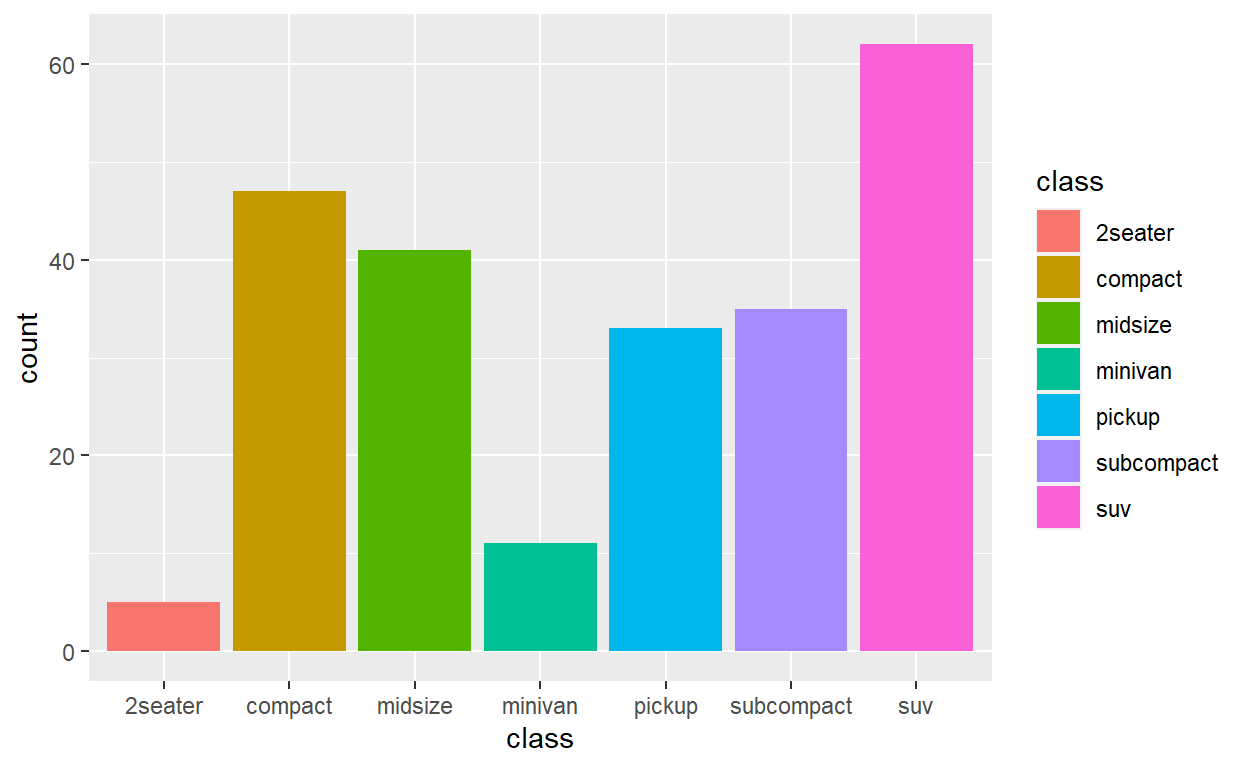 60
40
20
0
count
2seater
compact
midsize
minivan
pickup
subcompact
suv
class
class
2seater
compact
midsize
minivan
pickup
subcompact
suv